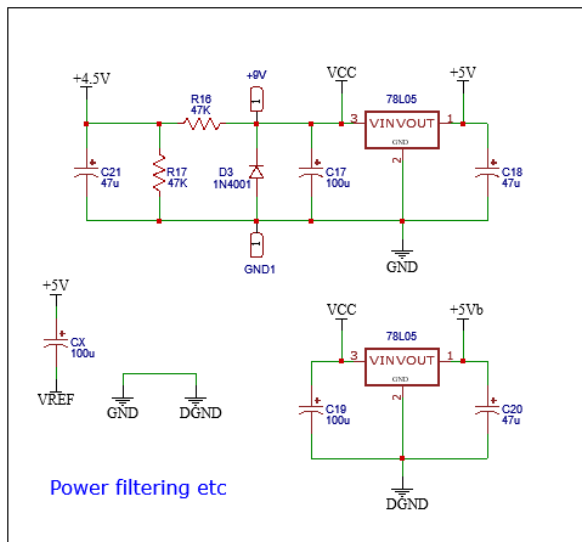 +4.5V
R16
47K
+9V
1
VCC
78L05
+5V
3
VINVOUT
1
GND
2
C21
47u
R17
47K
D3
1N4001
C17
100u
C18
47u
1
GND1
GND
+5V
CX
100u
VREF
GND
DGND
VCC
78L05
+5Vb
3
VINVOUT
1
GND
2
C19
100u
C20
47u
DGND
Power filtering etc